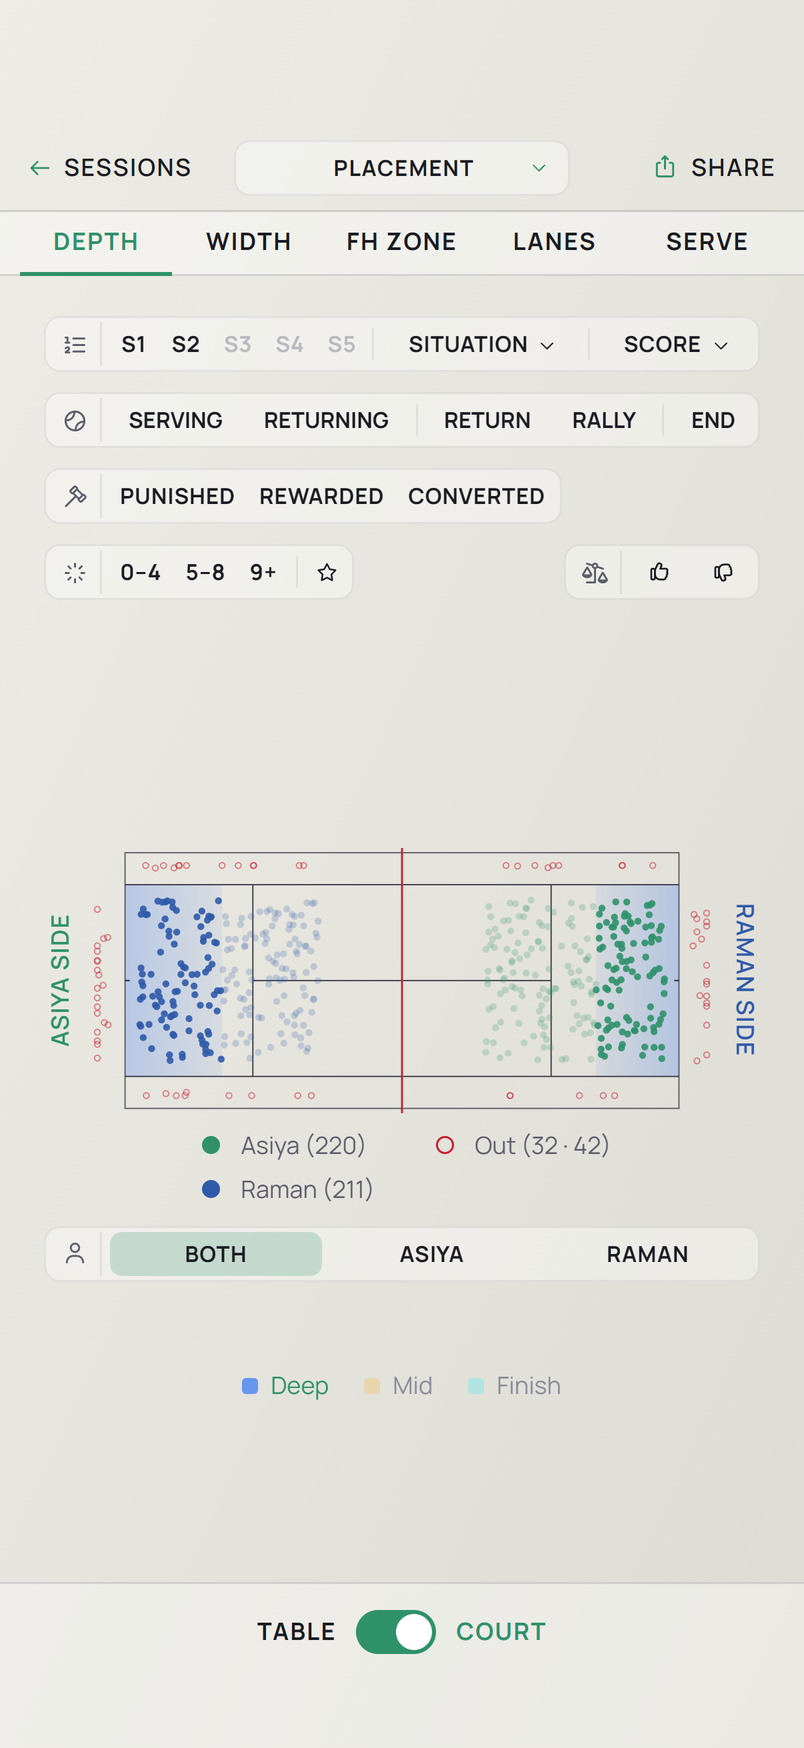 SESSIONS
PLACEMENT
SHARE
DEPTH WIDTH FH ZONE LANES SERVE
S1 S2 S3 S4 S5 SITUATION SCORE
SERVING RETURNING RETURN RALLY END
PUNISHED REWARDED CONVERTED
0–4 5–8 9+
ASIYA SIDE
RAMAN SIDE
Asiya (220) Out (32 · 42)
Raman (211)
BOTH ASIYA RAMAN
Deep Mid Finish
TABLE COURT